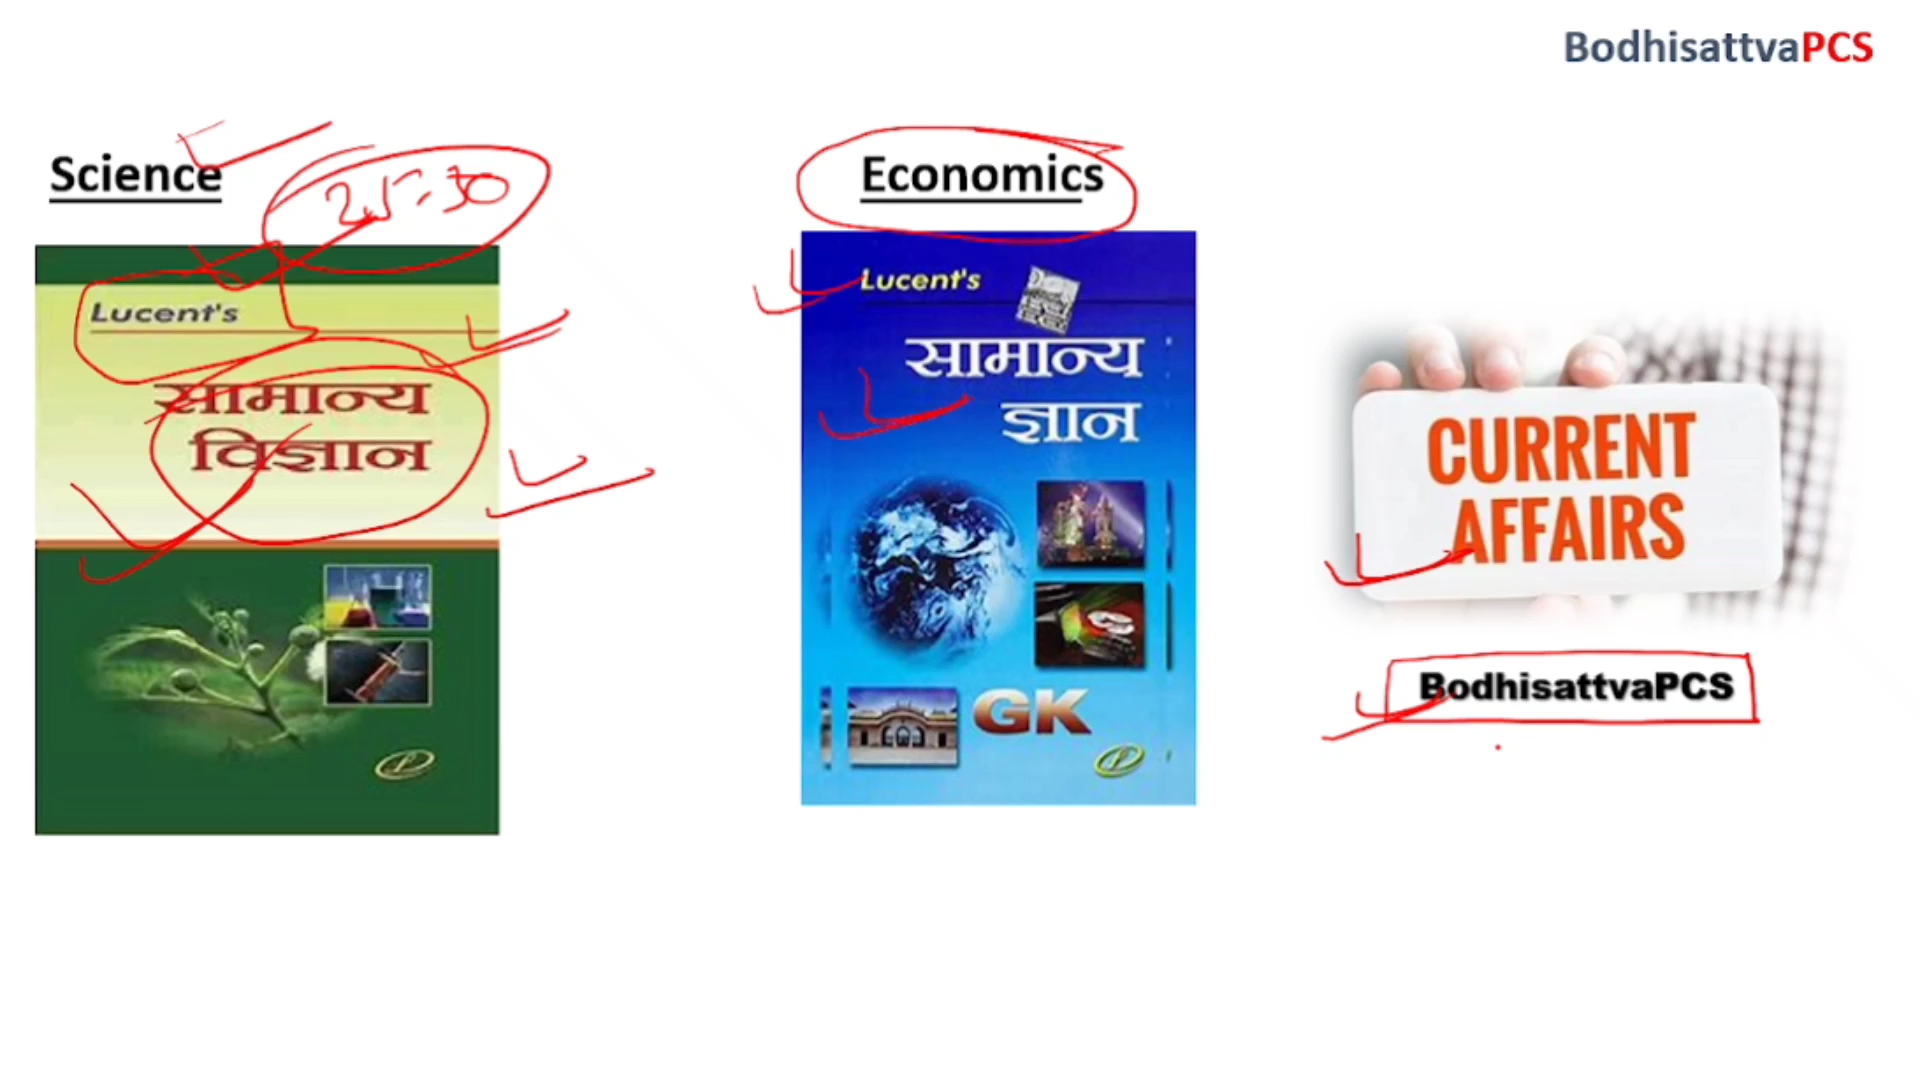 BodhisattvaPCS
Science
25-30
Lucent's
सामान्य
विज्ञान
Economics
Lucent's
सामान्य
ज्ञान
GK
CURRENT
AFFAIRS
BodhisattvaPCS